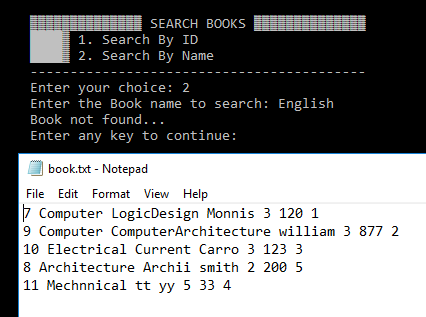 SEARCH BOOKS
1. Search By ID
2. Search By Name
------------------------------------------
Enter your choice: 2
Enter the Book name to search: English
Book not found...
Enter any key to continue:
book.txt - Notepad
File Edit Format View Help
7 Computer LogicDesign Monnis 3 120 1
9 Computer ComputerArchitecture william 3 877 2
10 Electrical Current Carro 3 123 3
8 Architecture Archii smith 2 200 5
11 Mechnnical tt yy 5 33 4